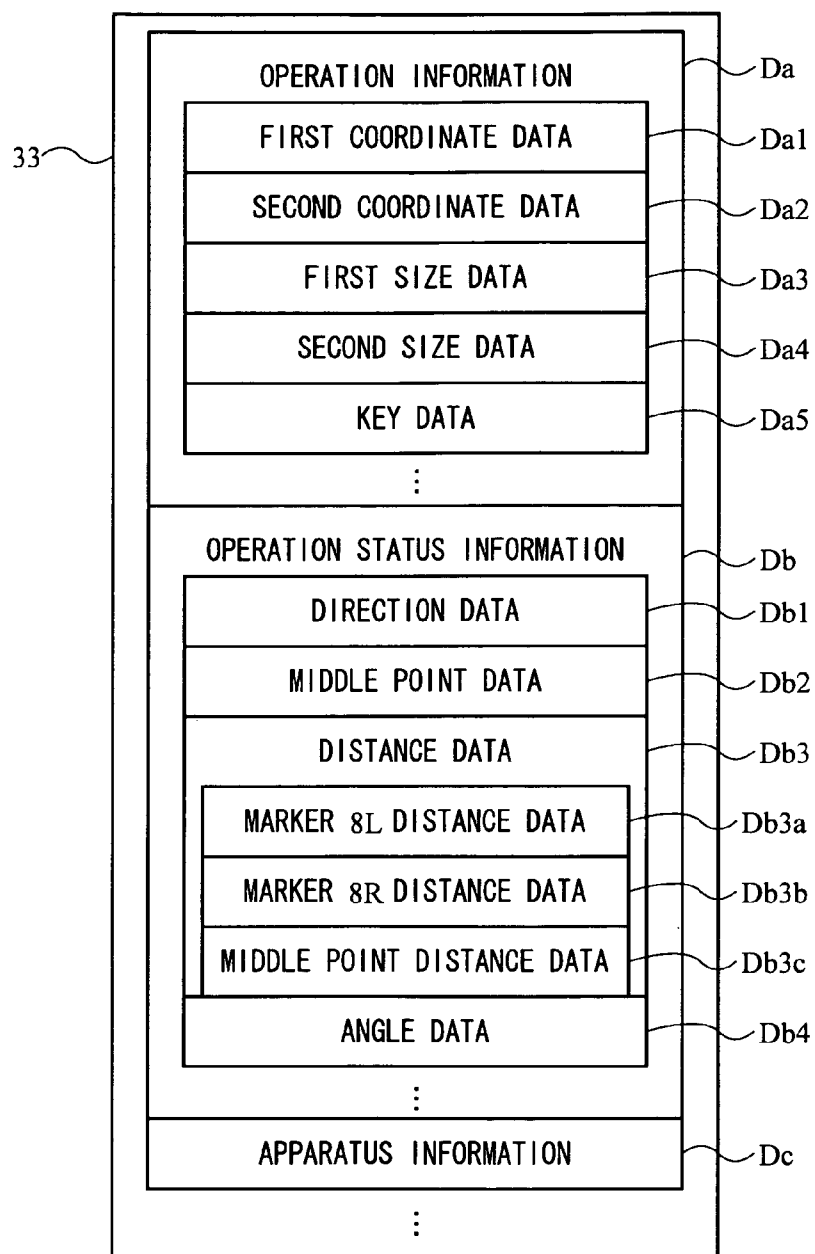 OPERATION INFORMATION Da
FIRST COORDINATE DATA Da1
33
SECOND COORDINATE DATA Da2
FIRST SIZE DATA Da3
SECOND SIZE DATA Da4
KEY DATA Da5
⋮
OPERATION STATUS INFORMATION Db
DIRECTION DATA Db1
MIDDLE POINT DATA Db2
DISTANCE DATA Db3
MARKER 8L DISTANCE DATA Db3a
MARKER 8R DISTANCE DATA Db3b
MIDDLE POINT DISTANCE DATA Db3c
ANGLE DATA Db4
⋮
APPARATUS INFORMATION Dc
⋮